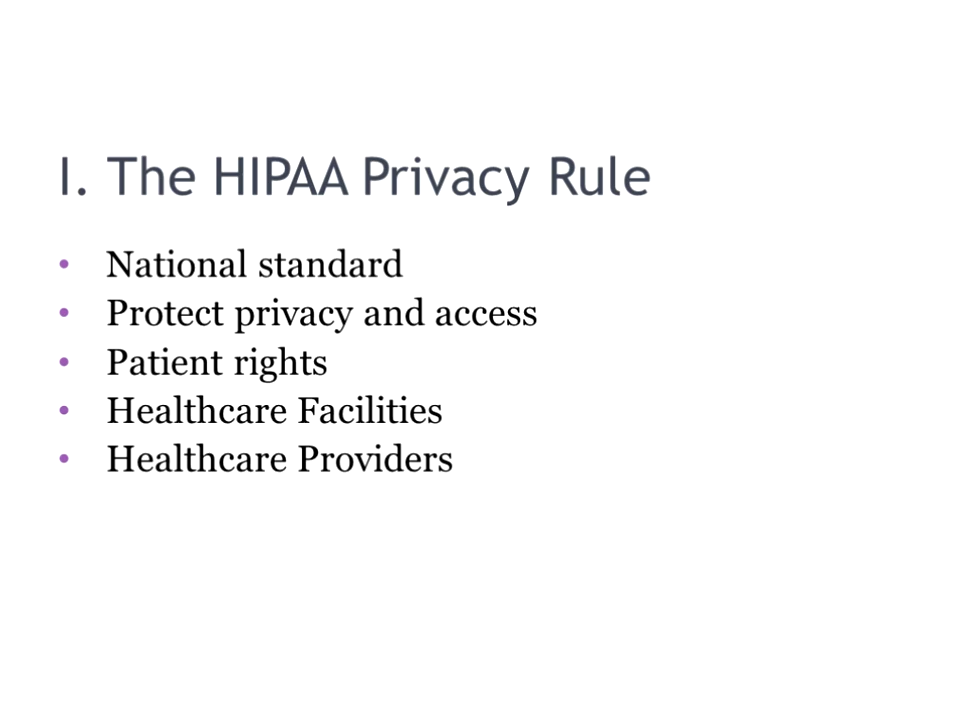 I. The HIPAA Privacy Rule
• National standard
• Protect privacy and access
• Patient rights
• Healthcare Facilities
• Healthcare Providers